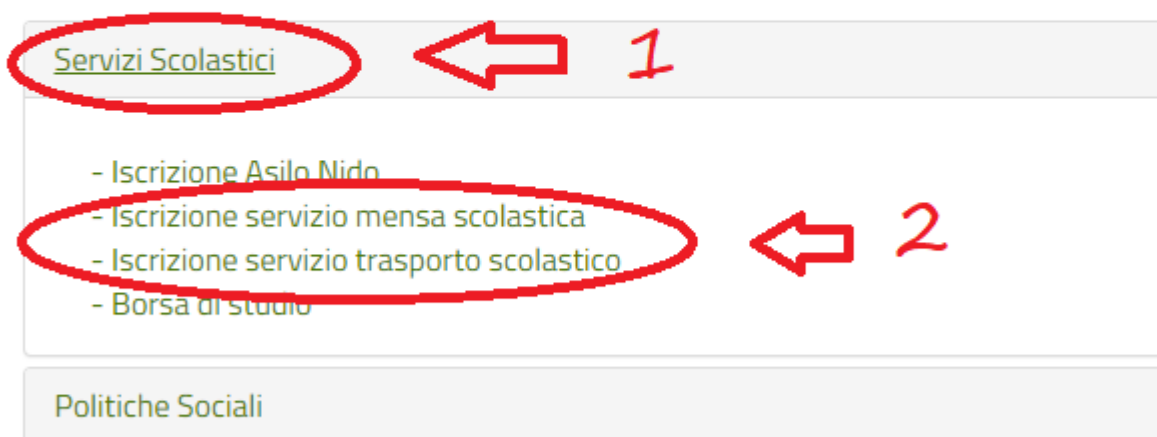 Servizi Scolastici 1
- Iscrizione Asilo Nido
- Iscrizione servizio mensa scolastica
- Iscrizione servizio trasporto scolastico 2
- Borsa di studio
Politiche Sociali